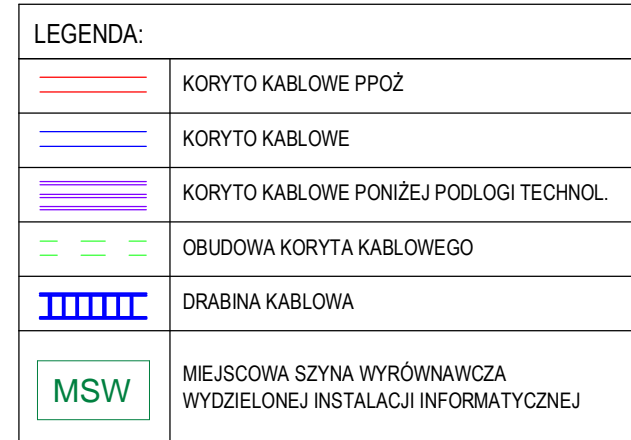 LEGENDA:
KORYTO KABLOWE PPOŻ
KORYTO KABLOWE
KORYTO KABLOWE PONIŻEJ PODLOGI TECHNOL.
OBUDOWA KORYTA KABLOWEGO
DRABINA KABLOWA
MSW
MIEJSCOWA SZYNA WYRÓWNAWCZA
WYDZIELONEJ INSTALACJI INFORMATYCZNEJ